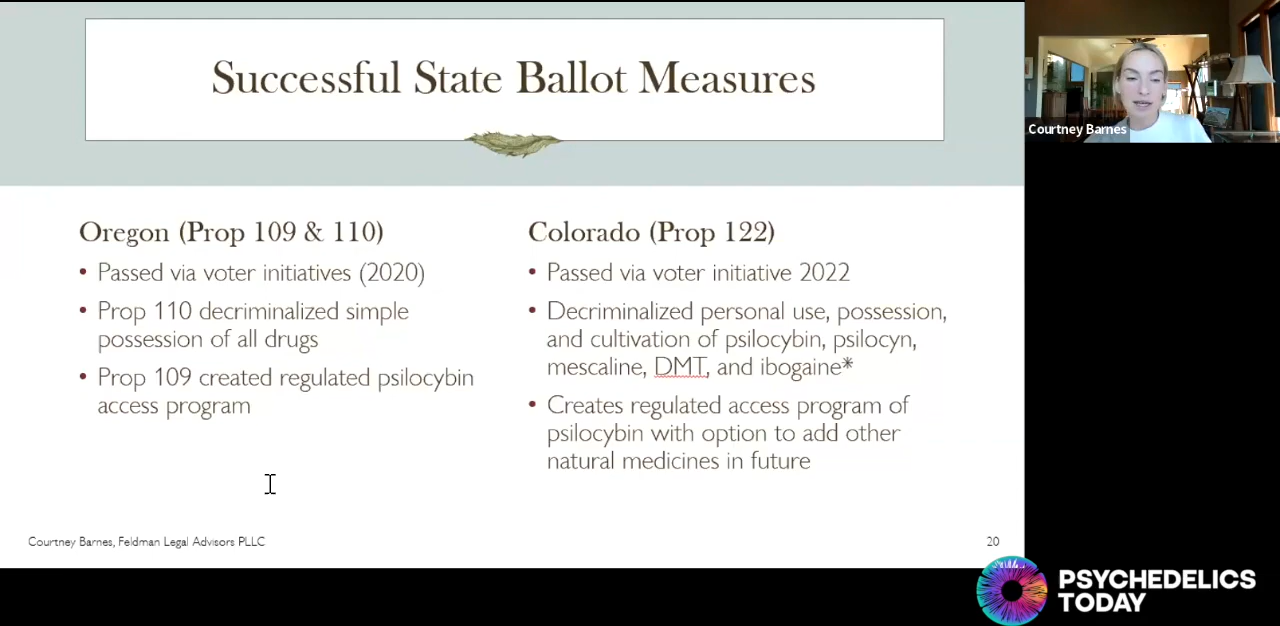 Successful State Ballot Measures
Courtney Barnes
Oregon (Prop 109 & 110)
• Passed via voter initiatives (2020)
• Prop 110 decriminalized simple
possession of all drugs
• Prop 109 created regulated psilocybin
access program
Colorado (Prop 122)
• Passed via voter initiative 2022
• Decriminalized personal use, possession,
and cultivation of psilocybin, psilocyn,
mescaline, DMT, and ibogaine*
• Creates regulated access program of
psilocybin with option to add other
natural medicines in future
Courtney Barnes, Feldman Legal Advisors PLLC
20
PSYCHEDELICS
TODAY